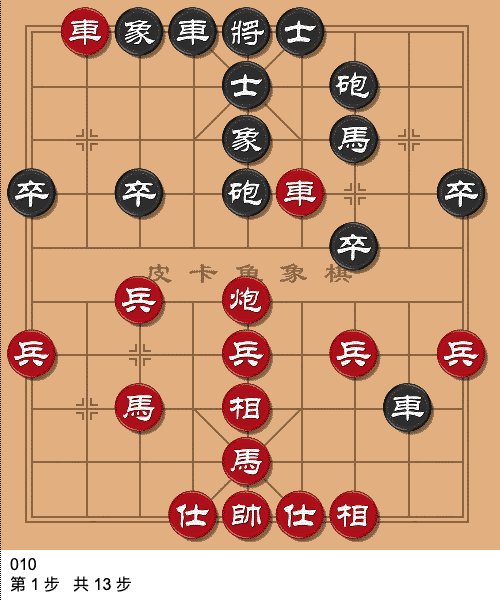 車象車將士
士砲
象馬
卒卒砲車卒
卒
皮卡鱼象棋
兵炮
兵兵兵兵
馬相車
馬
仕帥仕相
010
第 1 步 共 13 步